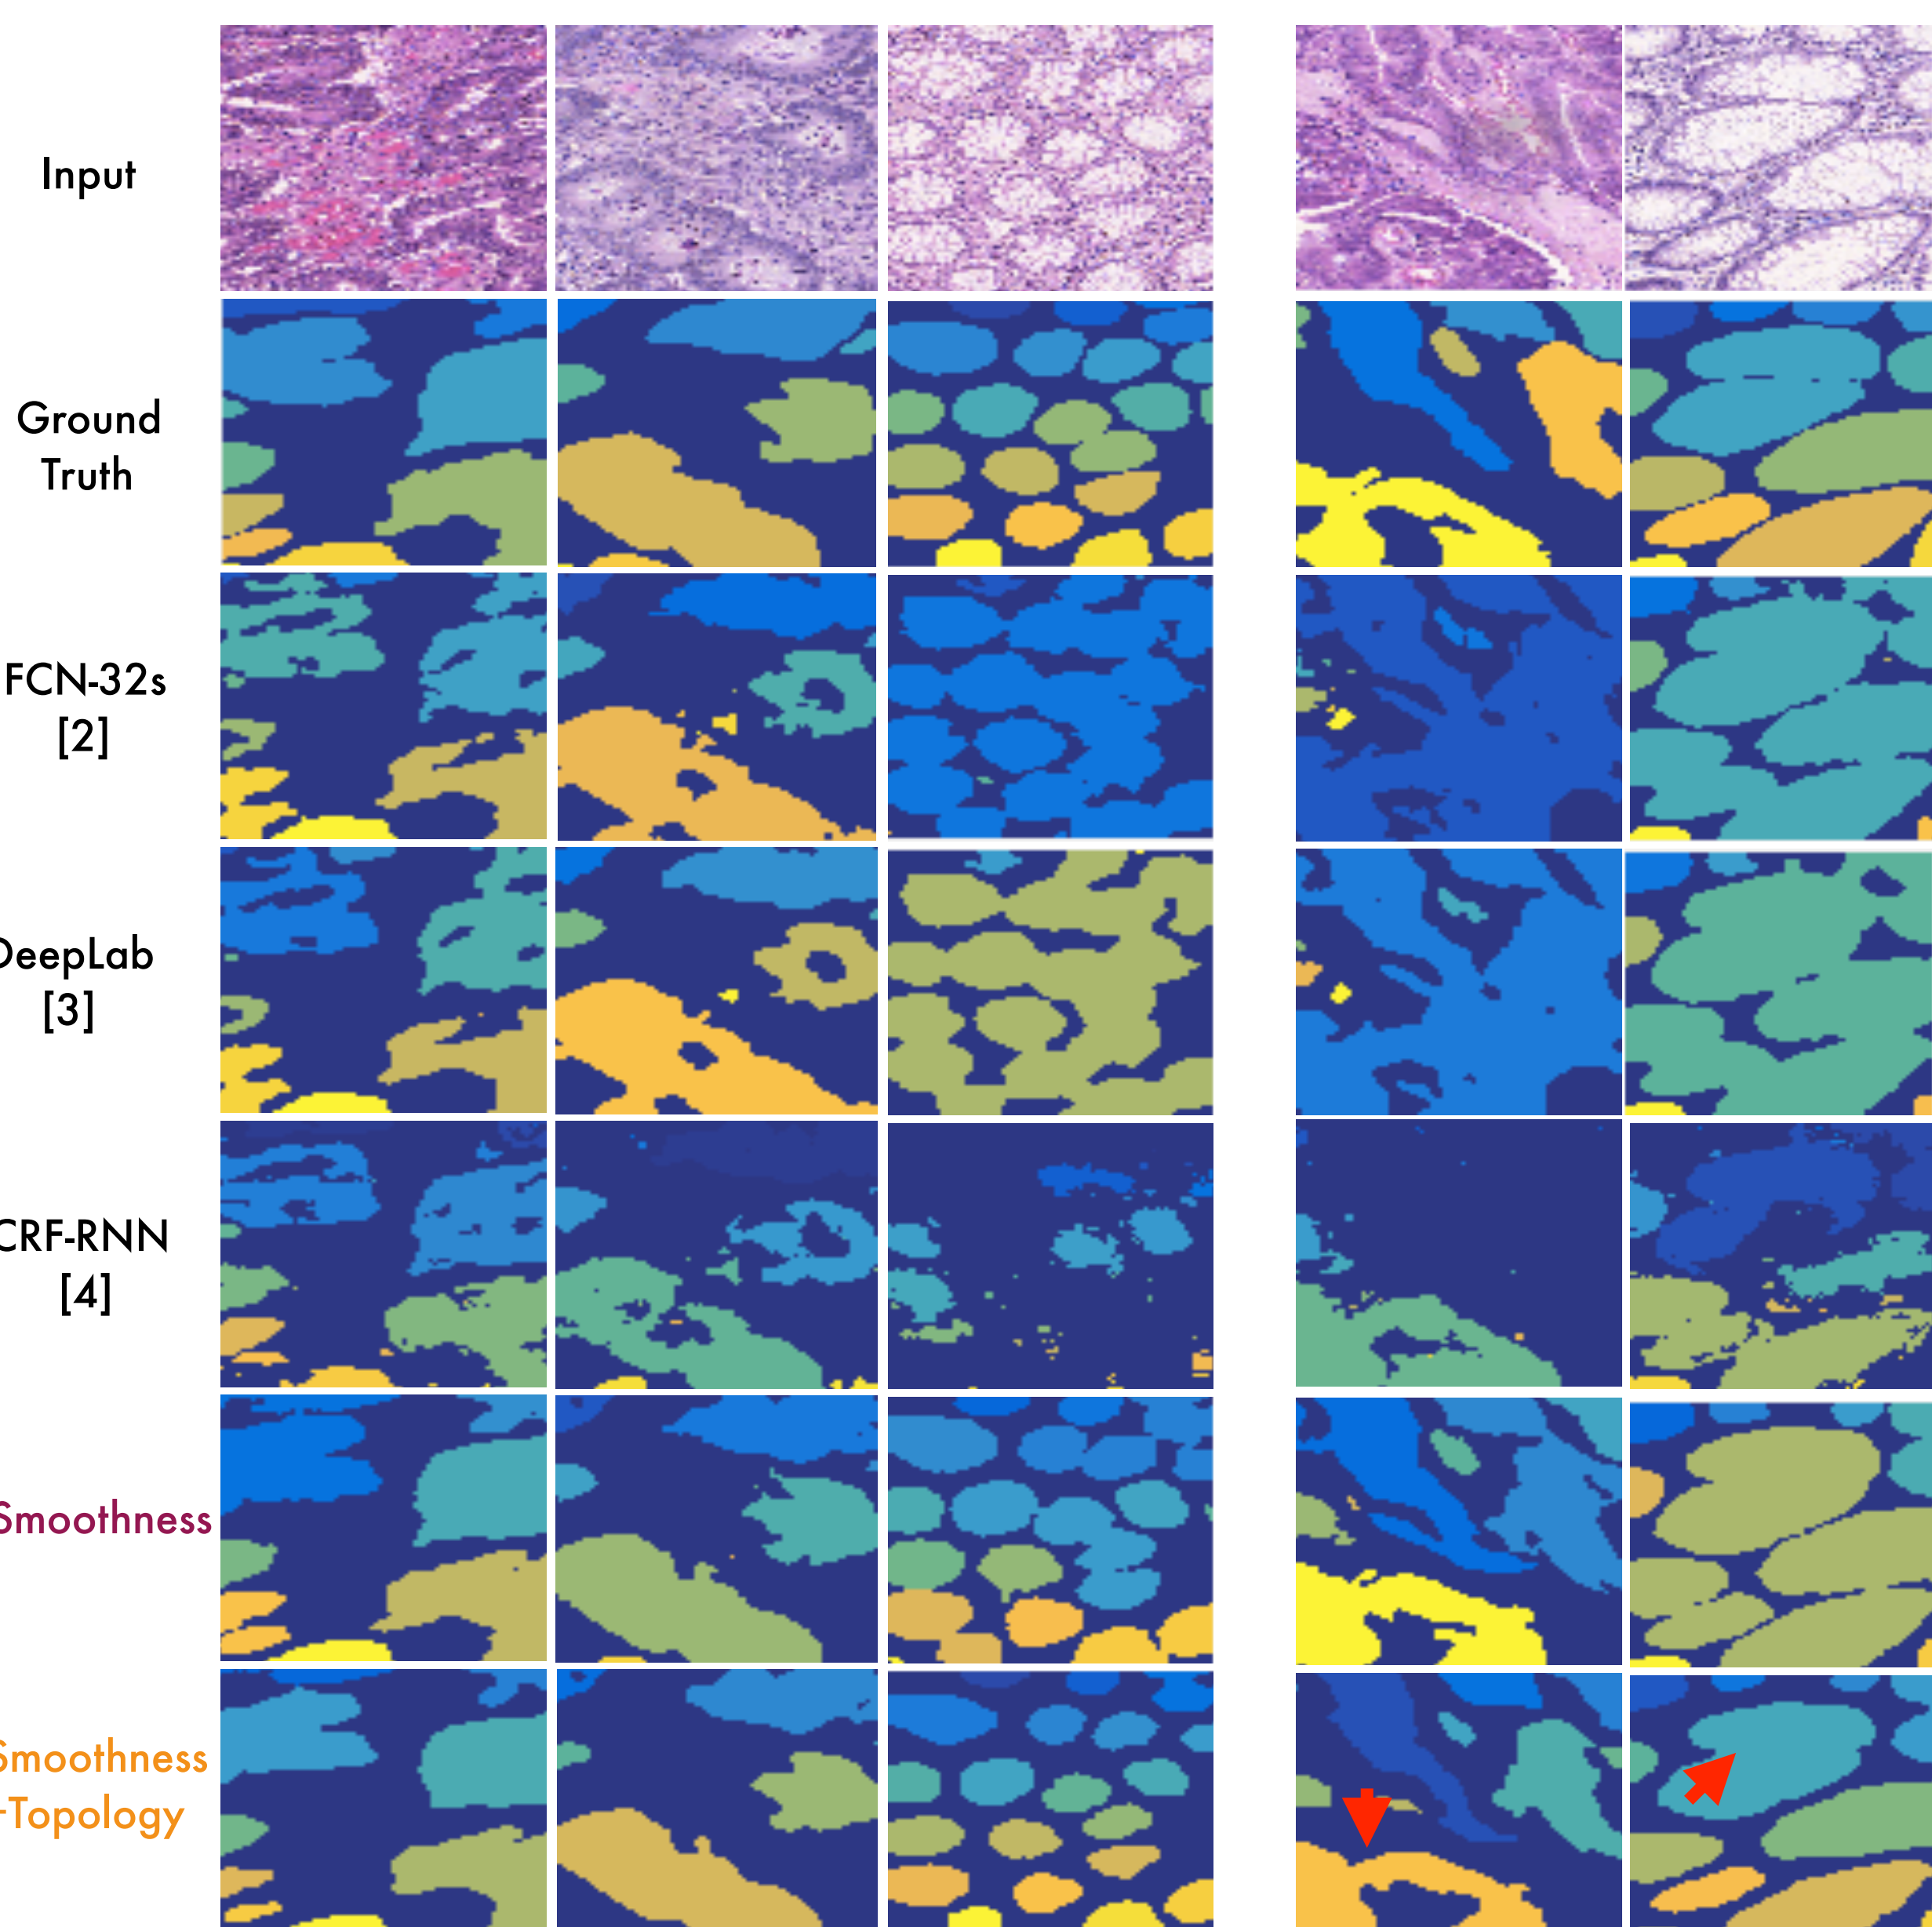 Input
Ground
Truth
FCN-32s
[2]
DeepLab
[3]
CRF-RNN
[4]
Smoothness
Smoothness
+Topology